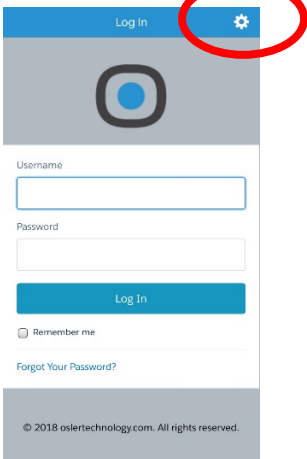 Log In
Username
Password
Log In
Remember me
Forgot Your Password?
© 2018 oslertechnology.com. All rights reserved.